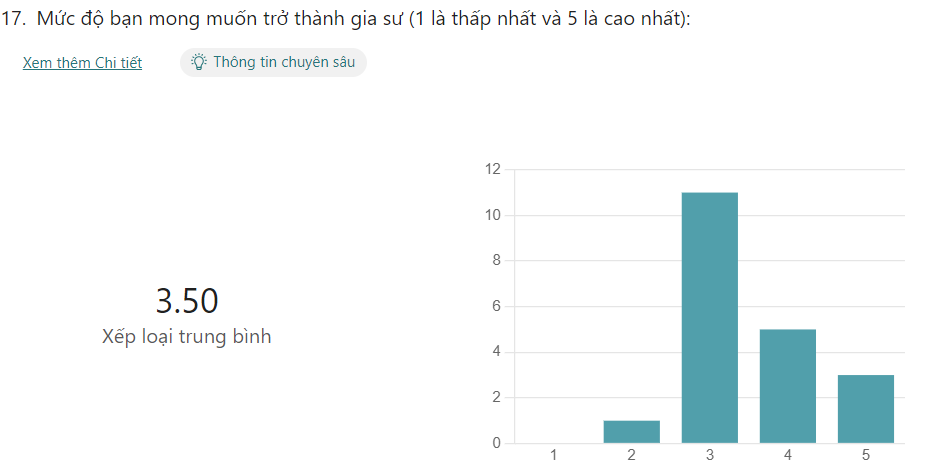 17. Mức độ bạn mong muốn trở thành gia sư (1 là thấp nhất và 5 là cao nhất):
Xem thêm Chi tiết
Thông tin chuyên sâu
3.50
Xếp loại trung bình
12
10
8
6
4
2
0
1 2 3 4 5